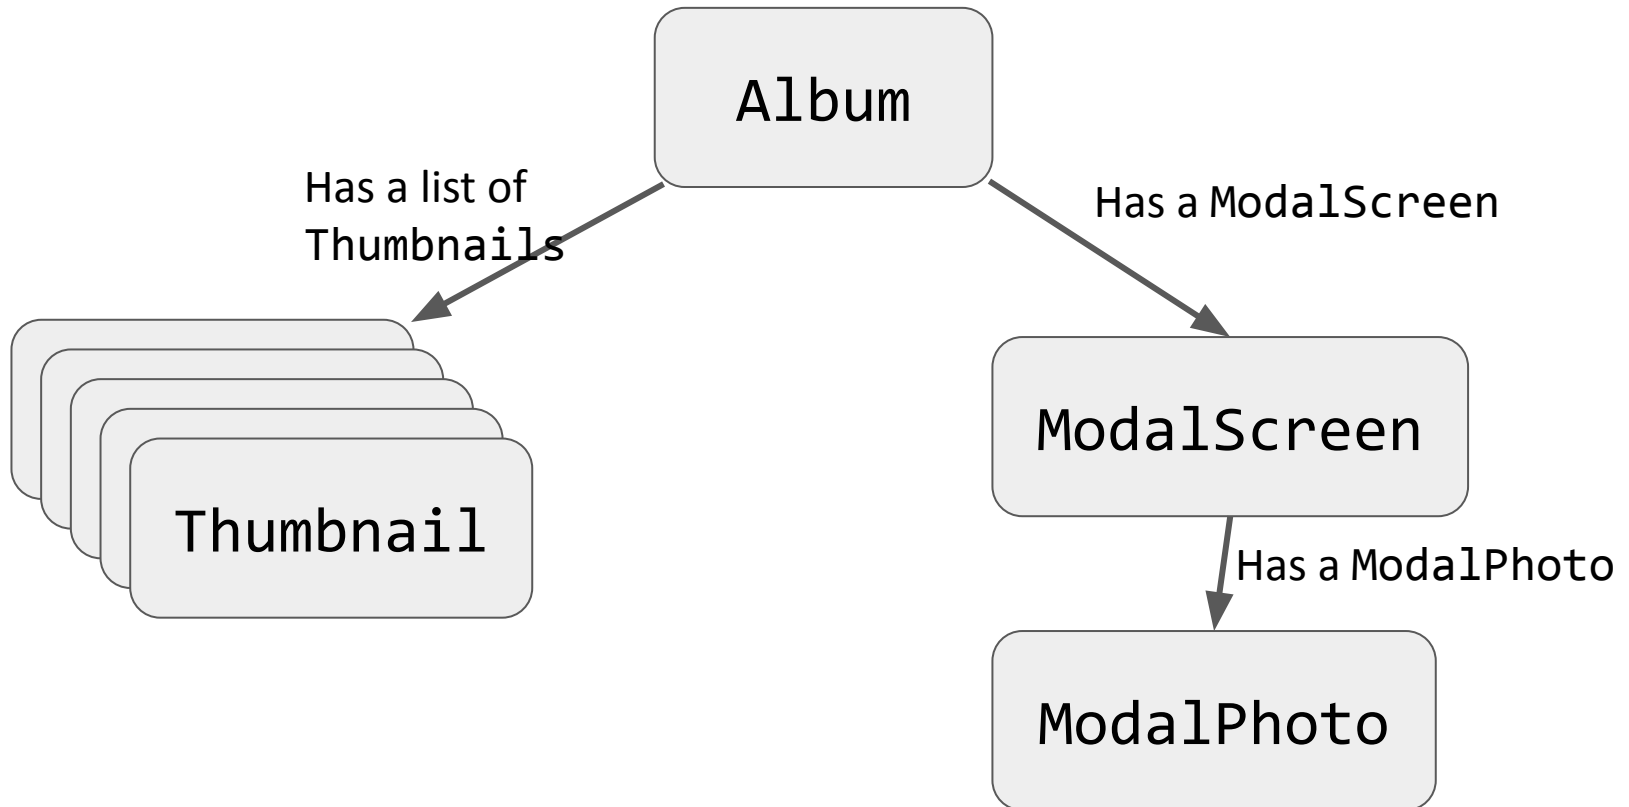 Album
Has a list of
Thumbnails
Has a ModalScreen
ModalScreen
Thumbnail
Has a ModalPhoto
ModalPhoto